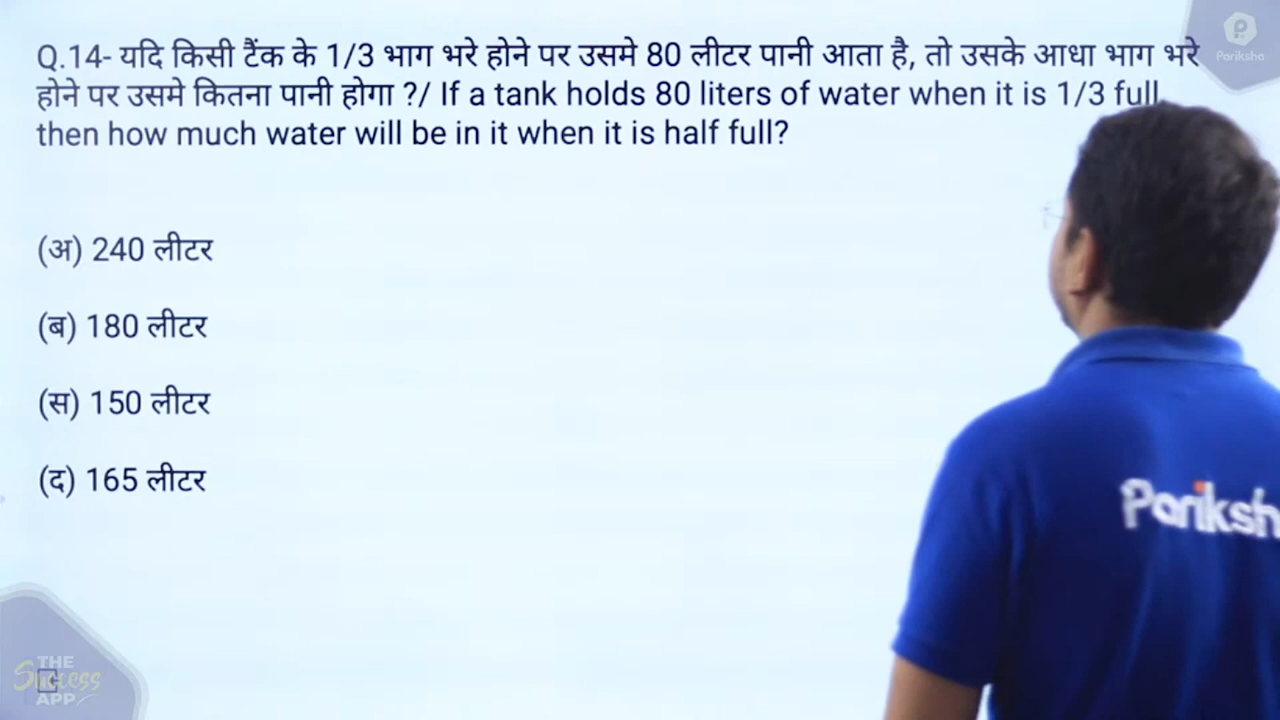 Pariksha
Q.14- यदि किसी टैंक के 1/3 भाग भरे होने पर उसमे 80 लीटर पानी आता है, तो उसके आधा भाग भरे
होने पर उसमे कितना पानी होगा ?/ If a tank holds 80 liters of water when it is 1/3 full
then how much water will be in it when it is half full?
(अ) 240 लीटर
(ब) 180 लीटर
(स) 150 लीटर
(द) 165 लीटर
Pariksh
THE
Success
APP